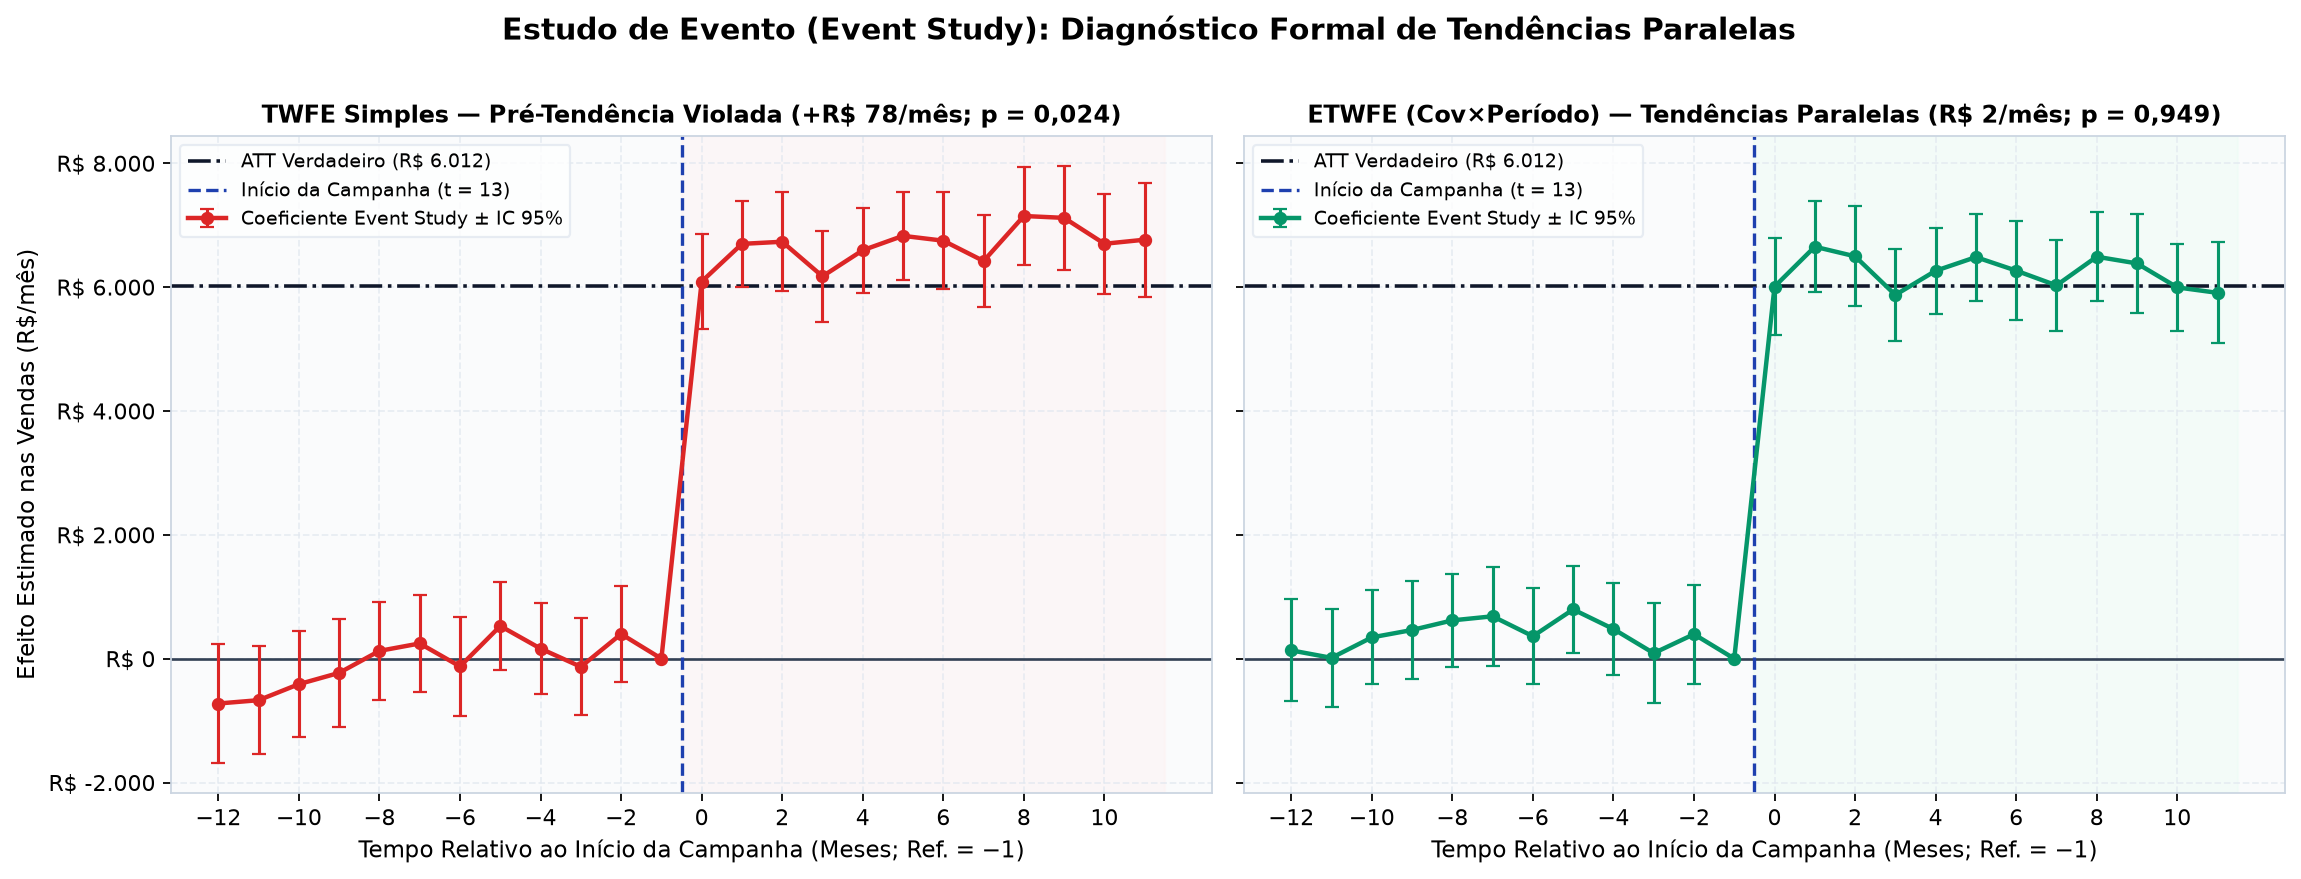 Estudo de Evento (Event Study): Diagnóstico Formal de Tendências Paralelas
TWFE Simples — Pré-Tendência Violada (+R$ 78/mês; p = 0,024)
R$ 8.000
R$ 6.000
R$ 4.000
R$ 2.000
R$ 0
R$ -2.000
Efeito Estimado nas Vendas (R$/mês)
ATT Verdadeiro (R$ 6.012)
Início da Campanha (t = 13)
Coeficiente Event Study ± IC 95%
−12 −10 −8 −6 −4 −2 0 2 4 6 8 10
Tempo Relativo ao Início da Campanha (Meses; Ref. = −1)
ETWFE (Cov×Período) — Tendências Paralelas (R$ 2/mês; p = 0,949)
ATT Verdadeiro (R$ 6.012)
Início da Campanha (t = 13)
Coeficiente Event Study ± IC 95%
−12 −10 −8 −6 −4 −2 0 2 4 6 8 10
Tempo Relativo ao Início da Campanha (Meses; Ref. = −1)